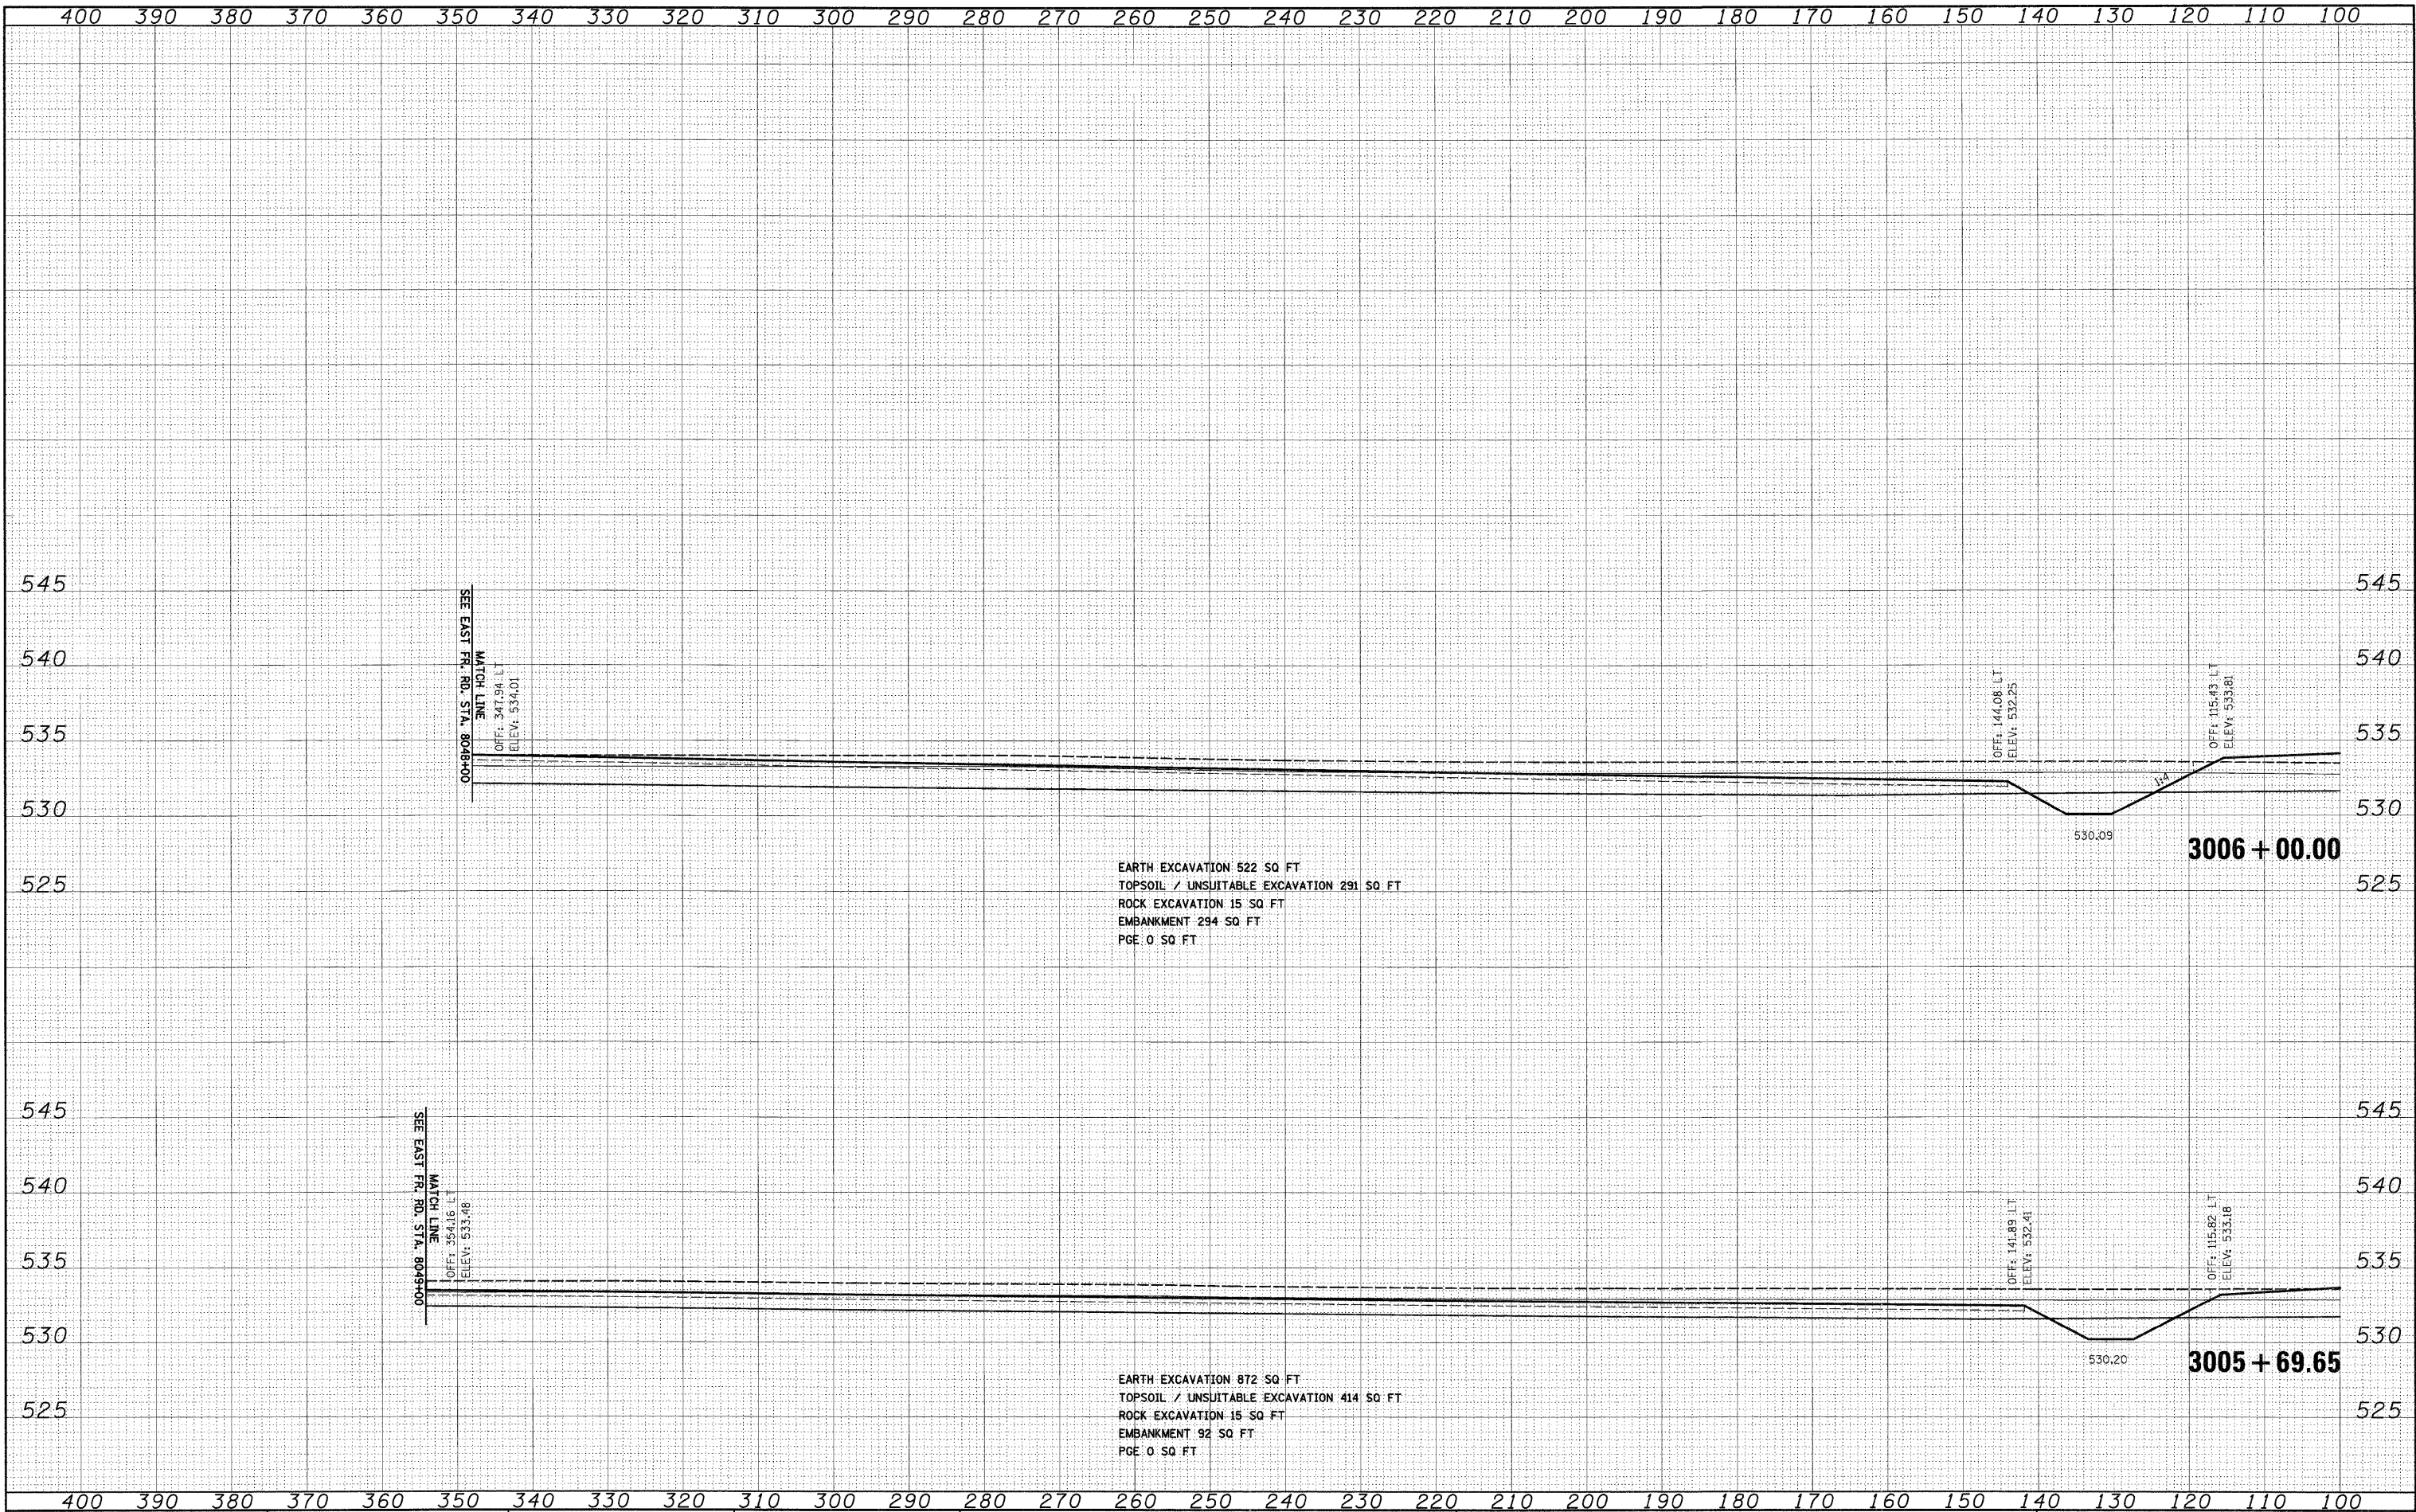 400 390 380 370 360 350 340 330 320 310 300 290 280 270 260 250 240 230 220 210 200 190 180 170 160 150 140 130 120 110 100
545 545
SEE EAST FR. RD. STA. 8048+00
MATCH LINE
OFF: 347.94 LT
ELEV: 534.01
OFF: 144.08 LT
ELEV: 532.25
OFF: 115.43 LT
ELEV: 533.81
540 540
535 535
1:4
530 530
530.09
3006+00.00
525 525
EARTH EXCAVATION 522 SQ FT
TOPSOIL / UNSUITABLE EXCAVATION 291 SQ FT
ROCK EXCAVATION 15 SQ FT
EMBANKMENT 294 SQ FT
PGE 0 SQ FT
545 545
SEE EAST FR. RD. STA. 8049+00
MATCH LINE
OFF: 354.16 LT
ELEV: 533.48
OFF: 141.89 LT
ELEV: 532.41
OFF: 115.82 LT
ELEV: 533.18
540 540
535 535
530 530
530.20
3005+69.65
EARTH EXCAVATION 872 SQ FT
TOPSOIL / UNSUITABLE EXCAVATION 414 SQ FT
ROCK EXCAVATION 15 SQ FT
EMBANKMENT 92 SQ FT
PGE 0 SQ FT
525 525
400 390 380 370 360 350 340 330 320 310 300 290 280 270 260 250 240 230 220 210 200 190 180 170 160 150 140 130 120 110 100